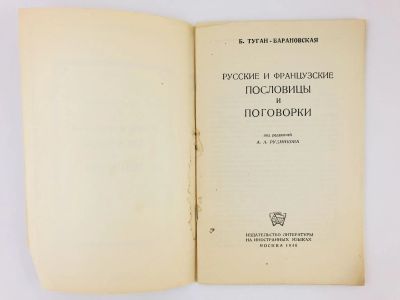 Б. ТУГАН-БАРАНОВСКАЯ
РУССКИЕ И ФРАНЦУЗСКИЕ
ПОСЛОВИЦЫ
И
ПОГОВОРКИ
под редакцией
ИЗДАТЕЛЬСТВО ЛИТЕРАТУРЫ
НА ИНОСТРАННЫХ ЯЗЫКАХ
МОСКВА